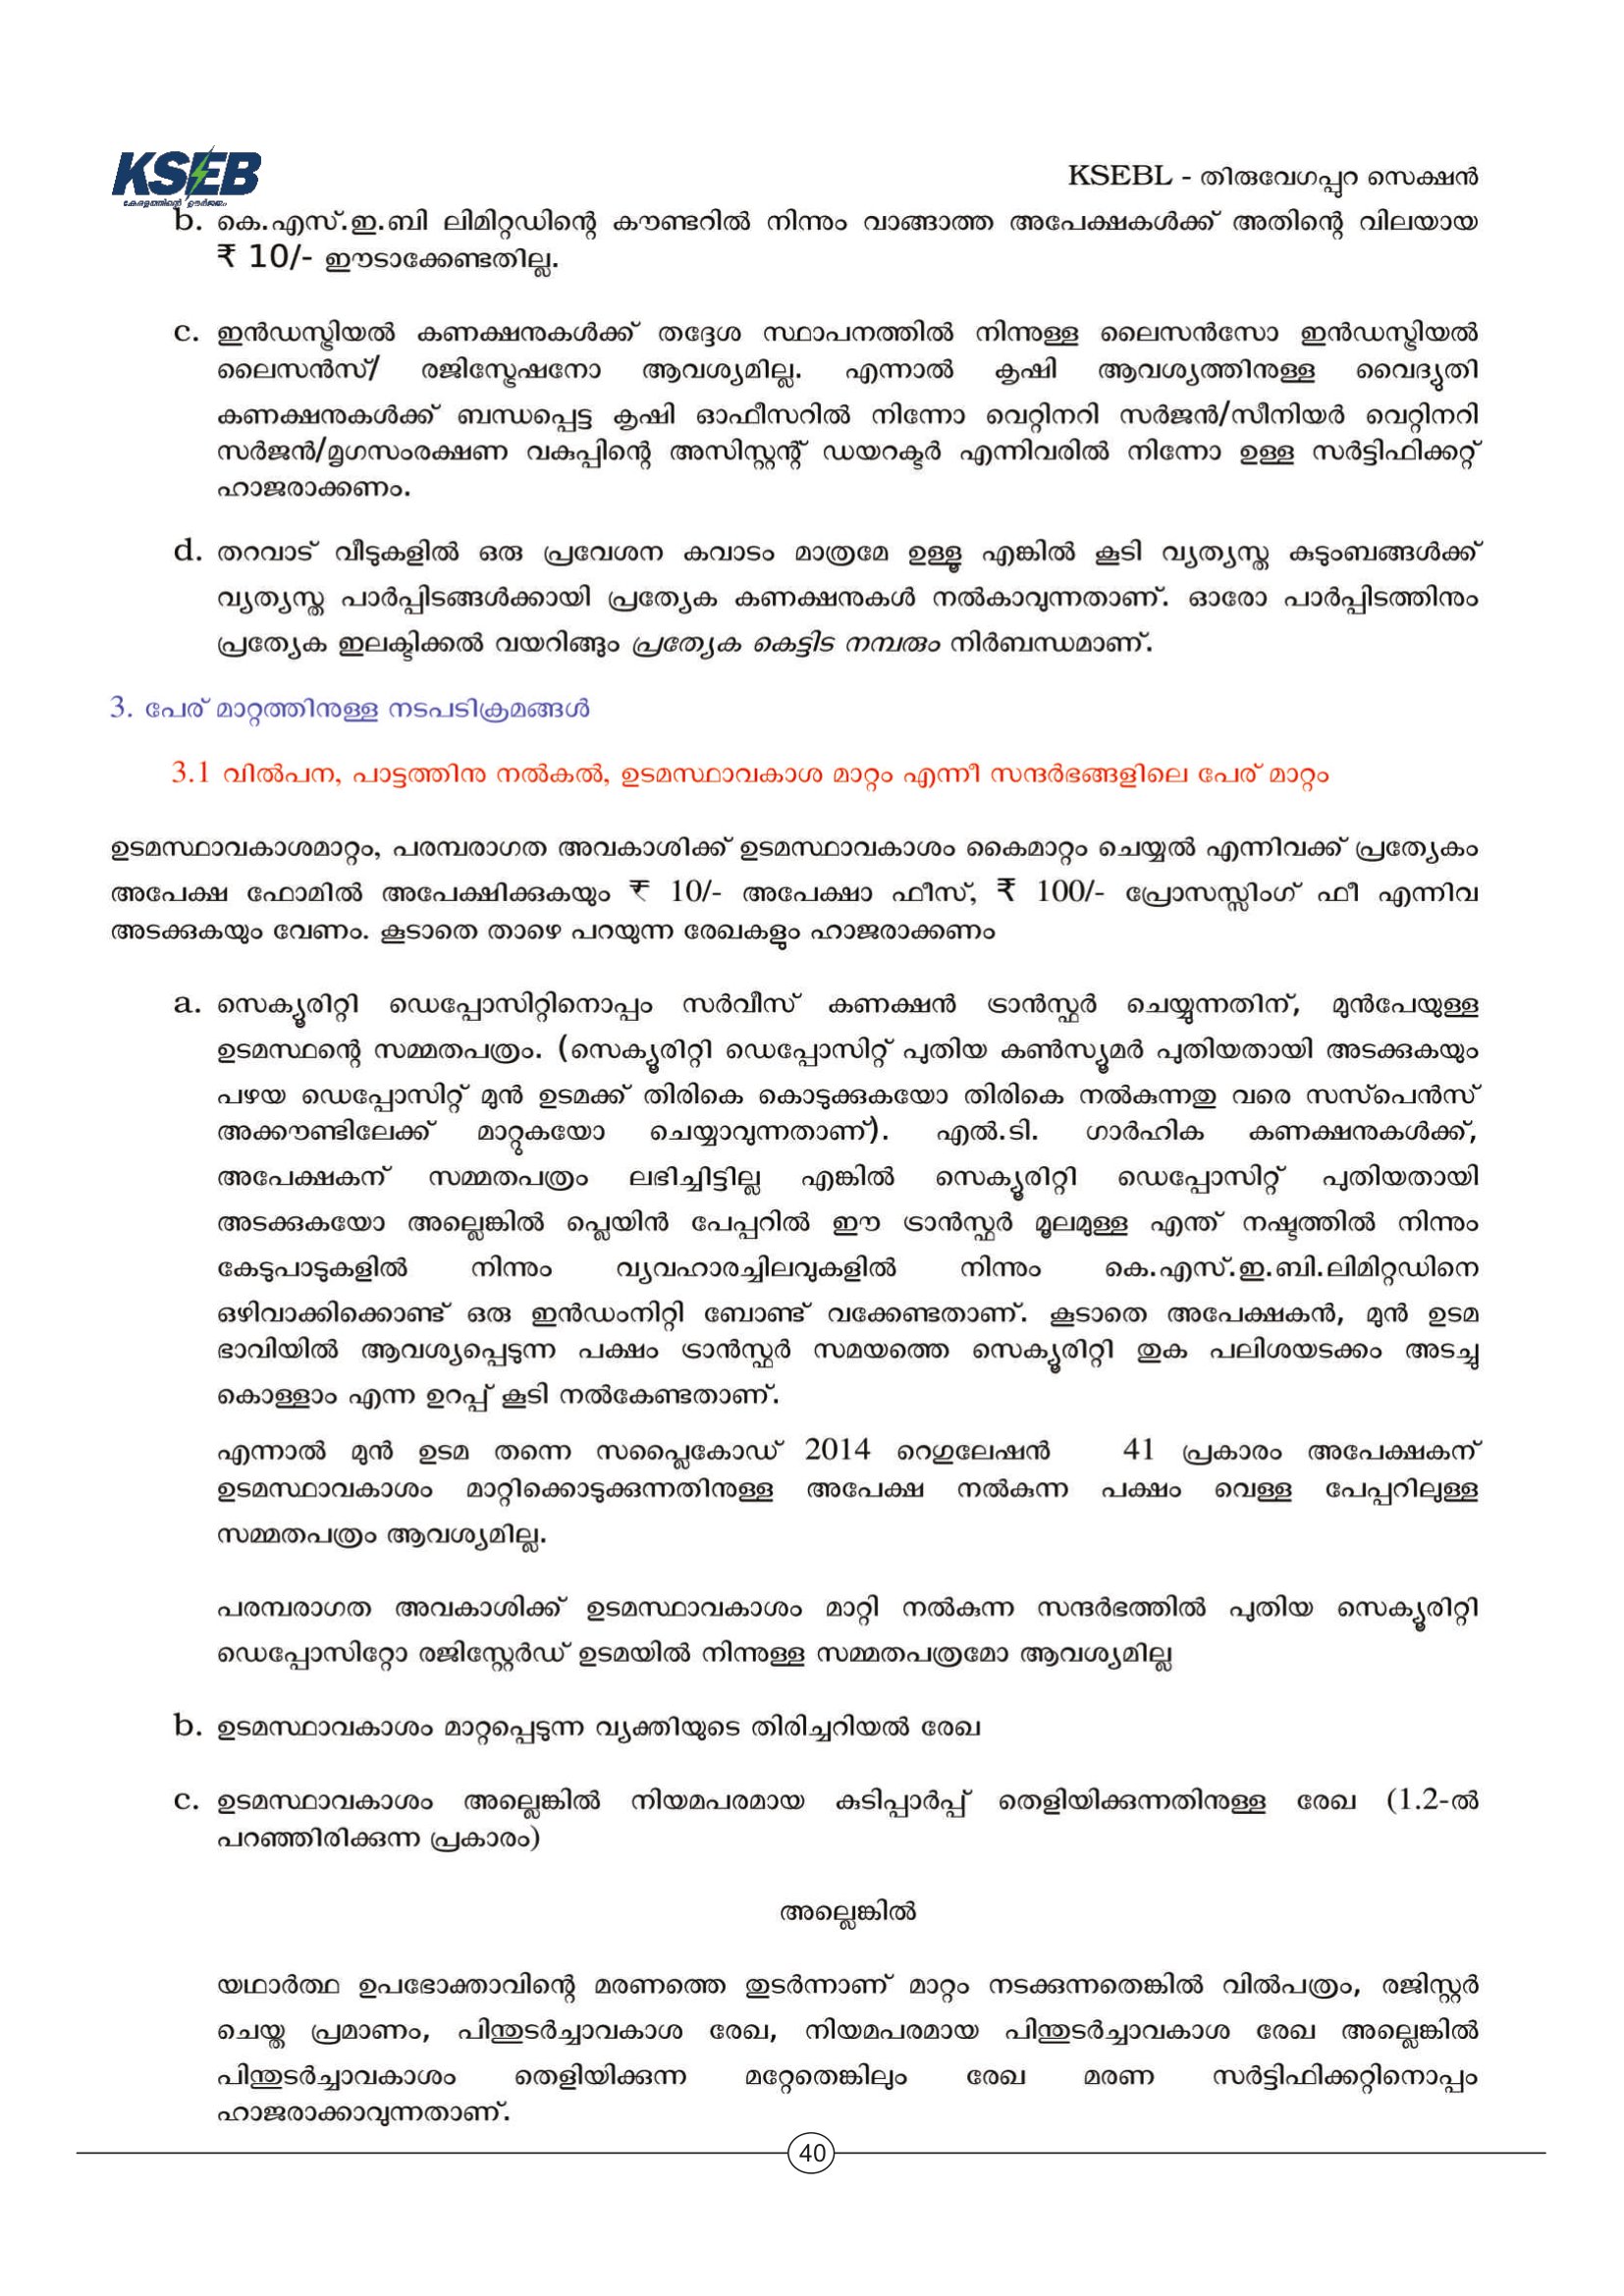 KSEB
കേരളത്തിന്റെ ഊർജ്ജം
KSEBL - തിരുവേഗപ്പുറ സെക്ഷൻ
b. കെ.എസ്.ഇ.ബി ലിമിറ്റഡിന്റെ കൗണ്ടറിൽ നിന്നും വാങ്ങാത്ത അപേക്ഷകൾക്ക് അതിന്റെ വിലയായ
₹ 10/- ഈടാക്കേണ്ടതില്ല.
c. ഇൻഡസ്ട്രിയൽ കണക്ഷനുകൾക്ക് തദ്ദേശ സ്ഥാപനത്തിൽ നിന്നുള്ള ലൈസൻസോ ഇൻഡസ്ട്രിയൽ
ലൈസൻസ്/ രജിസ്ട്രേഷനോ ആവശ്യമില്ല. എന്നാൽ കൃഷി ആവശ്യത്തിനുള്ള വൈദ്യുതി
കണക്ഷനുകൾക്ക് ബന്ധപ്പെട്ട കൃഷി ഓഫീസറിൽ നിന്നോ വെറ്റിനറി സർജൻ/സീനിയർ വെറ്റിനറി
സർജൻ/മൃഗസംരക്ഷണ വകുപ്പിന്റെ അസിസ്റ്റന്റ് ഡയറക്ടർ എന്നിവരിൽ നിന്നോ ഉള്ള സർട്ടിഫിക്കറ്റ്
ഹാജരാക്കണം.
d. തറവാട് വീടുകളിൽ ഒരു പ്രവേശന കവാടം മാത്രമേ ഉള്ളൂ എങ്കിൽ കൂടി വ്യത്യസ്ത കുടുംബങ്ങൾക്ക്
വ്യത്യസ്ത പാർപ്പിടങ്ങൾക്കായി പ്രത്യേക കണക്ഷനുകൾ നൽകാവുന്നതാണ്. ഓരോ പാർപ്പിടത്തിനും
പ്രത്യേക ഇലക്ട്രിക്കൽ വയറിങ്ങും പ്രത്യേക കെട്ടിട നമ്പരും നിർബന്ധമാണ്.
3. പേര് മാറ്റത്തിനുള്ള നടപടിക്രമങ്ങൾ
3.1 വിൽപന, പാട്ടത്തിനു നൽകൽ, ഉടമസ്ഥാവകാശ മാറ്റം എന്നീ സന്ദർഭങ്ങളിലെ പേര് മാറ്റം
ഉടമസ്ഥാവകാശമാറ്റം, പരമ്പരാഗത അവകാശിക്ക് ഉടമസ്ഥാവകാശം കൈമാറ്റം ചെയ്യൽ എന്നിവക്ക് പ്രത്യേകം
അപേക്ഷ ഫോമിൽ അപേക്ഷിക്കുകയും ₹ 10/- അപേക്ഷാ ഫീസ്, ₹ 100/- പ്രോസസ്സിംഗ് ഫീ എന്നിവ
അടക്കുകയും വേണം. കൂടാതെ താഴെ പറയുന്ന രേഖകളും ഹാജരാക്കണം
a. സെക്യൂരിറ്റി ഡെപ്പോസിറ്റിനൊപ്പം സർവീസ് കണക്ഷൻ ട്രാൻസ്ഫർ ചെയ്യുന്നതിന്, മുൻപേയുള്ള
ഉടമസ്ഥന്റെ സമ്മതപത്രം. (സെക്യൂരിറ്റി ഡെപ്പോസിറ്റ് പുതിയ കൺസ്യൂമർ പുതിയതായി അടക്കുകയും
പഴയ ഡെപ്പോസിറ്റ് മുൻ ഉടമക്ക് തിരികെ കൊടുക്കുകയോ തിരികെ നൽകുന്നതു വരെ സസ്പെൻസ്
അക്കൗണ്ടിലേക്ക് മാറ്റുകയോ ചെയ്യാവുന്നതാണ്). എൽ.ടി. ഗാർഹിക കണക്ഷനുകൾക്ക്,
അപേക്ഷകന് സമ്മതപത്രം ലഭിച്ചിട്ടില്ല എങ്കിൽ സെക്യൂരിറ്റി ഡെപ്പോസിറ്റ് പുതിയതായി
അടക്കുകയോ അല്ലെങ്കിൽ പ്ലെയിൻ പേപ്പറിൽ ഈ ട്രാൻസ്ഫർ മൂലമുള്ള എന്ത് നഷ്ടത്തിൽ നിന്നും
കേടുപാടുകളിൽ നിന്നും വ്യവഹാരച്ചിലവുകളിൽ നിന്നും കെ.എസ്.ഇ.ബി.ലിമിറ്റഡിനെ
ഒഴിവാക്കിക്കൊണ്ട് ഒരു ഇൻഡംനിറ്റി ബോണ്ട് വക്കേണ്ടതാണ്. കൂടാതെ അപേക്ഷകൻ, മുൻ ഉടമ
ഭാവിയിൽ ആവശ്യപ്പെടുന്ന പക്ഷം ട്രാൻസ്ഫർ സമയത്തെ സെക്യൂരിറ്റി തുക പലിശയടക്കം അടച്ചു
കൊള്ളാം എന്ന ഉറപ്പ് കൂടി നൽകേണ്ടതാണ്.
എന്നാൽ മുൻ ഉടമ തന്നെ സപ്ലൈകോഡ് 2014 റെഗുലേഷൻ 41 പ്രകാരം അപേക്ഷകന്
ഉടമസ്ഥാവകാശം മാറ്റിക്കൊടുക്കുന്നതിനുള്ള അപേക്ഷ നൽകുന്ന പക്ഷം വെള്ള പേപ്പറിലുള്ള
സമ്മതപത്രം ആവശ്യമില്ല.
പരമ്പരാഗത അവകാശിക്ക് ഉടമസ്ഥാവകാശം മാറ്റി നൽകുന്ന സന്ദർഭത്തിൽ പുതിയ സെക്യൂരിറ്റി
ഡെപ്പോസിറ്റോ രജിസ്റ്റേർഡ് ഉടമയിൽ നിന്നുള്ള സമ്മതപത്രമോ ആവശ്യമില്ല
b. ഉടമസ്ഥാവകാശം മാറ്റപ്പെടുന്ന വ്യക്തിയുടെ തിരിച്ചറിയൽ രേഖ
c. ഉടമസ്ഥാവകാശം അല്ലെങ്കിൽ നിയമപരമായ കുടിപ്പാർപ്പ് തെളിയിക്കുന്നതിനുള്ള രേഖ (1.2-ൽ
പറഞ്ഞിരിക്കുന്ന പ്രകാരം)
അല്ലെങ്കിൽ
യഥാർത്ഥ ഉപഭോക്താവിന്റെ മരണത്തെ തുടർന്നാണ് മാറ്റം നടക്കുന്നതെങ്കിൽ വിൽപത്രം, രജിസ്റ്റർ
ചെയ്ത പ്രമാണം, പിന്തുടർച്ചാവകാശ രേഖ, നിയമപരമായ പിന്തുടർച്ചാവകാശ രേഖ അല്ലെങ്കിൽ
പിന്തുടർച്ചാവകാശം തെളിയിക്കുന്ന മറ്റേതെങ്കിലും രേഖ മരണ സർട്ടിഫിക്കറ്റിനൊപ്പം
ഹാജരാക്കാവുന്നതാണ്.
40